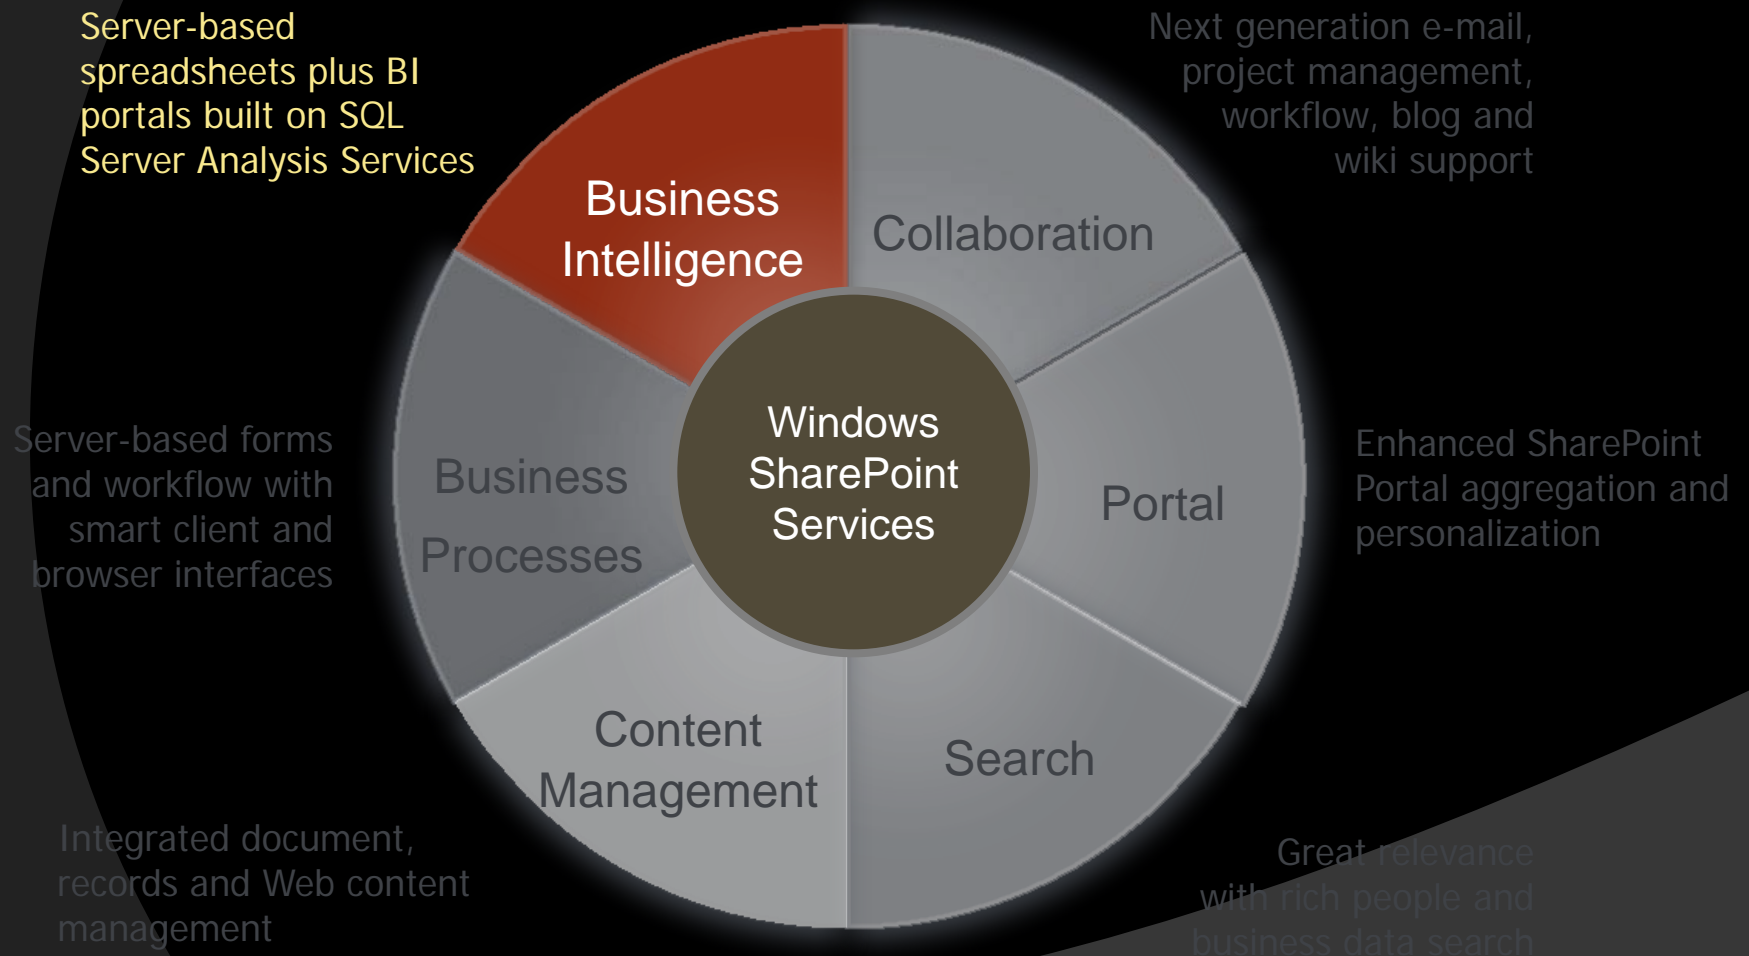 Server-based
spreadsheets plus BI
portals built on SQL
Server Analysis Services
Next generation e-mail,
project management,
workflow, blog and
wiki support
Business
Intelligence
Collaboration
Windows
SharePoint
Services
Server-based forms
and workflow with
smart client and
browser interfaces
Business
Processes
Portal
Enhanced SharePoint
Portal aggregation and
personalization
Content
Management
Search
Integrated document,
records and Web content
management
Great relevance
with rich people and
business data search